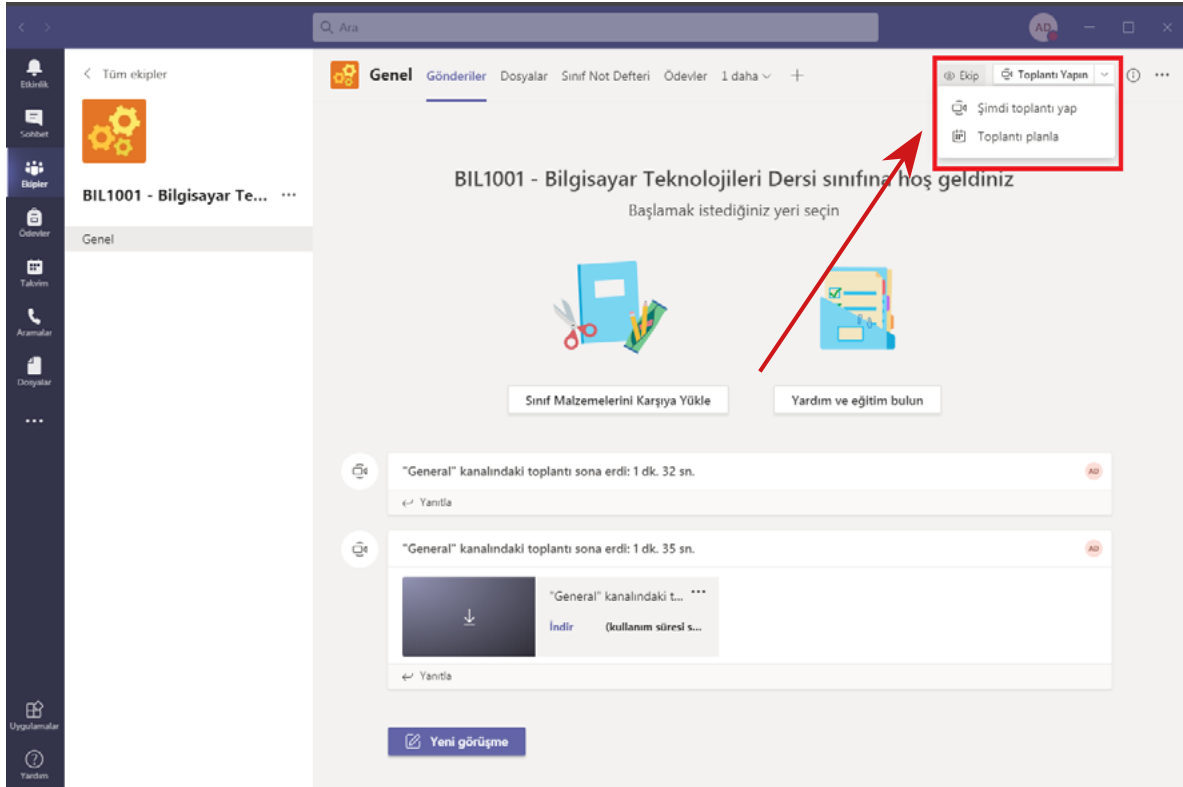 Ara
AD
Etkinlik
Sohbet
Ekipler
Ödevler
Takvim
Aramalar
Dosyalar
Uygulamalar
Yardım
Tüm ekipler
BIL1001 - Bilgisayar Te... ...
Genel
Genel Gönderiler Dosyalar Sınıf Not Defteri Ödevler 1 daha
Ekip Toplantı Yapın
Şimdi toplantı yap
Toplantı planla
BIL1001 - Bilgisayar Teknolojileri Dersi sınıfına hoş geldiniz
Başlamak istediğiniz yeri seçin
Sınıf Malzemelerini Karşıya Yükle
Yardım ve eğitim bulun
"General" kanalındaki toplantı sona erdi: 1 dk. 32 sn.
AD
Yanıtla
"General" kanalındaki toplantı sona erdi: 1 dk. 35 sn.
AD
"General" kanalındaki t... ...
İndir (kullanım süresi s...
Yanıtla
Yeni görüşme